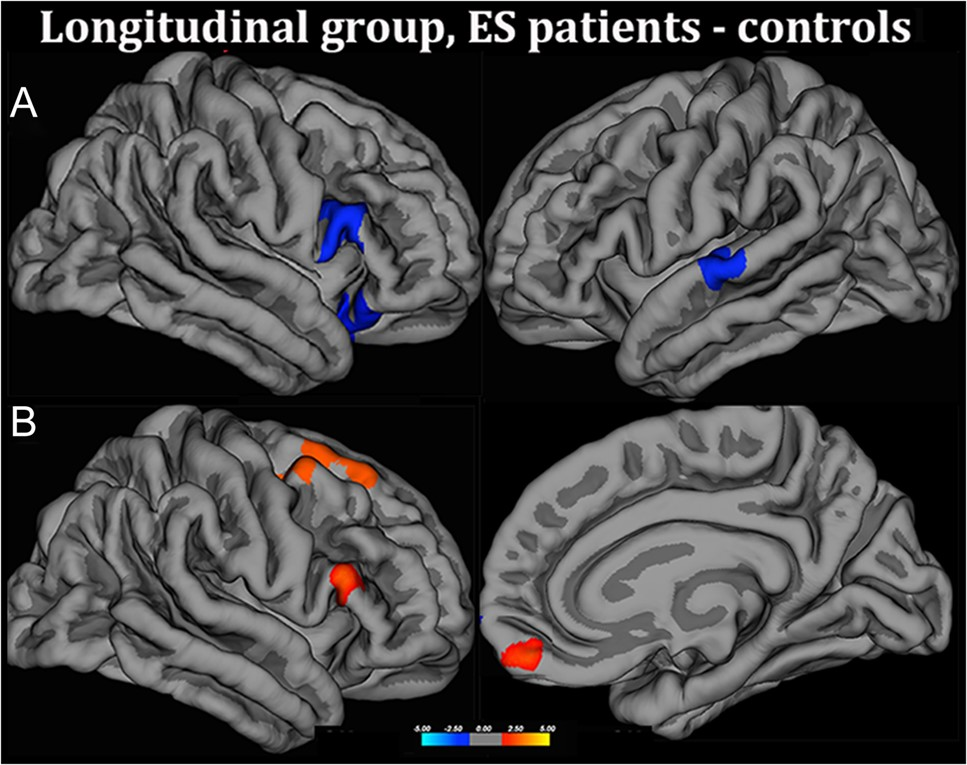 Longitudinal group, ES patients - controls
A
B
-5.00 -2.50 0.00 2.50 5.00